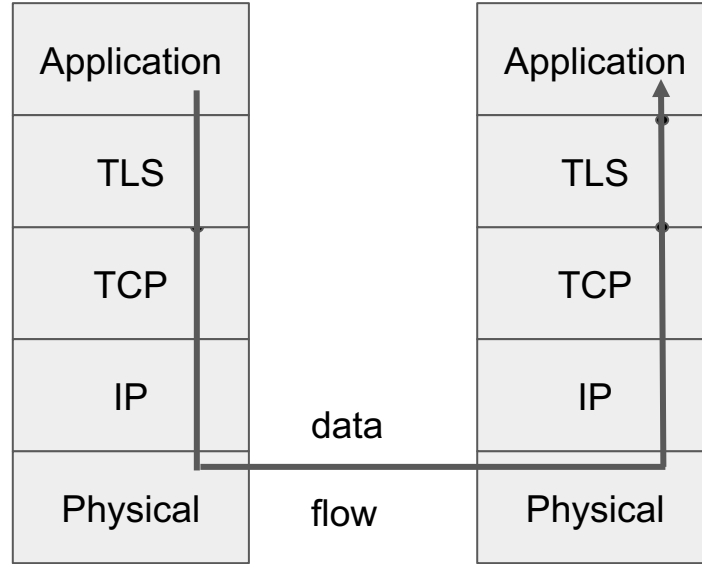 Application
TLS
TCP
IP
Physical
data
flow
Application
TLS
TCP
IP
Physical